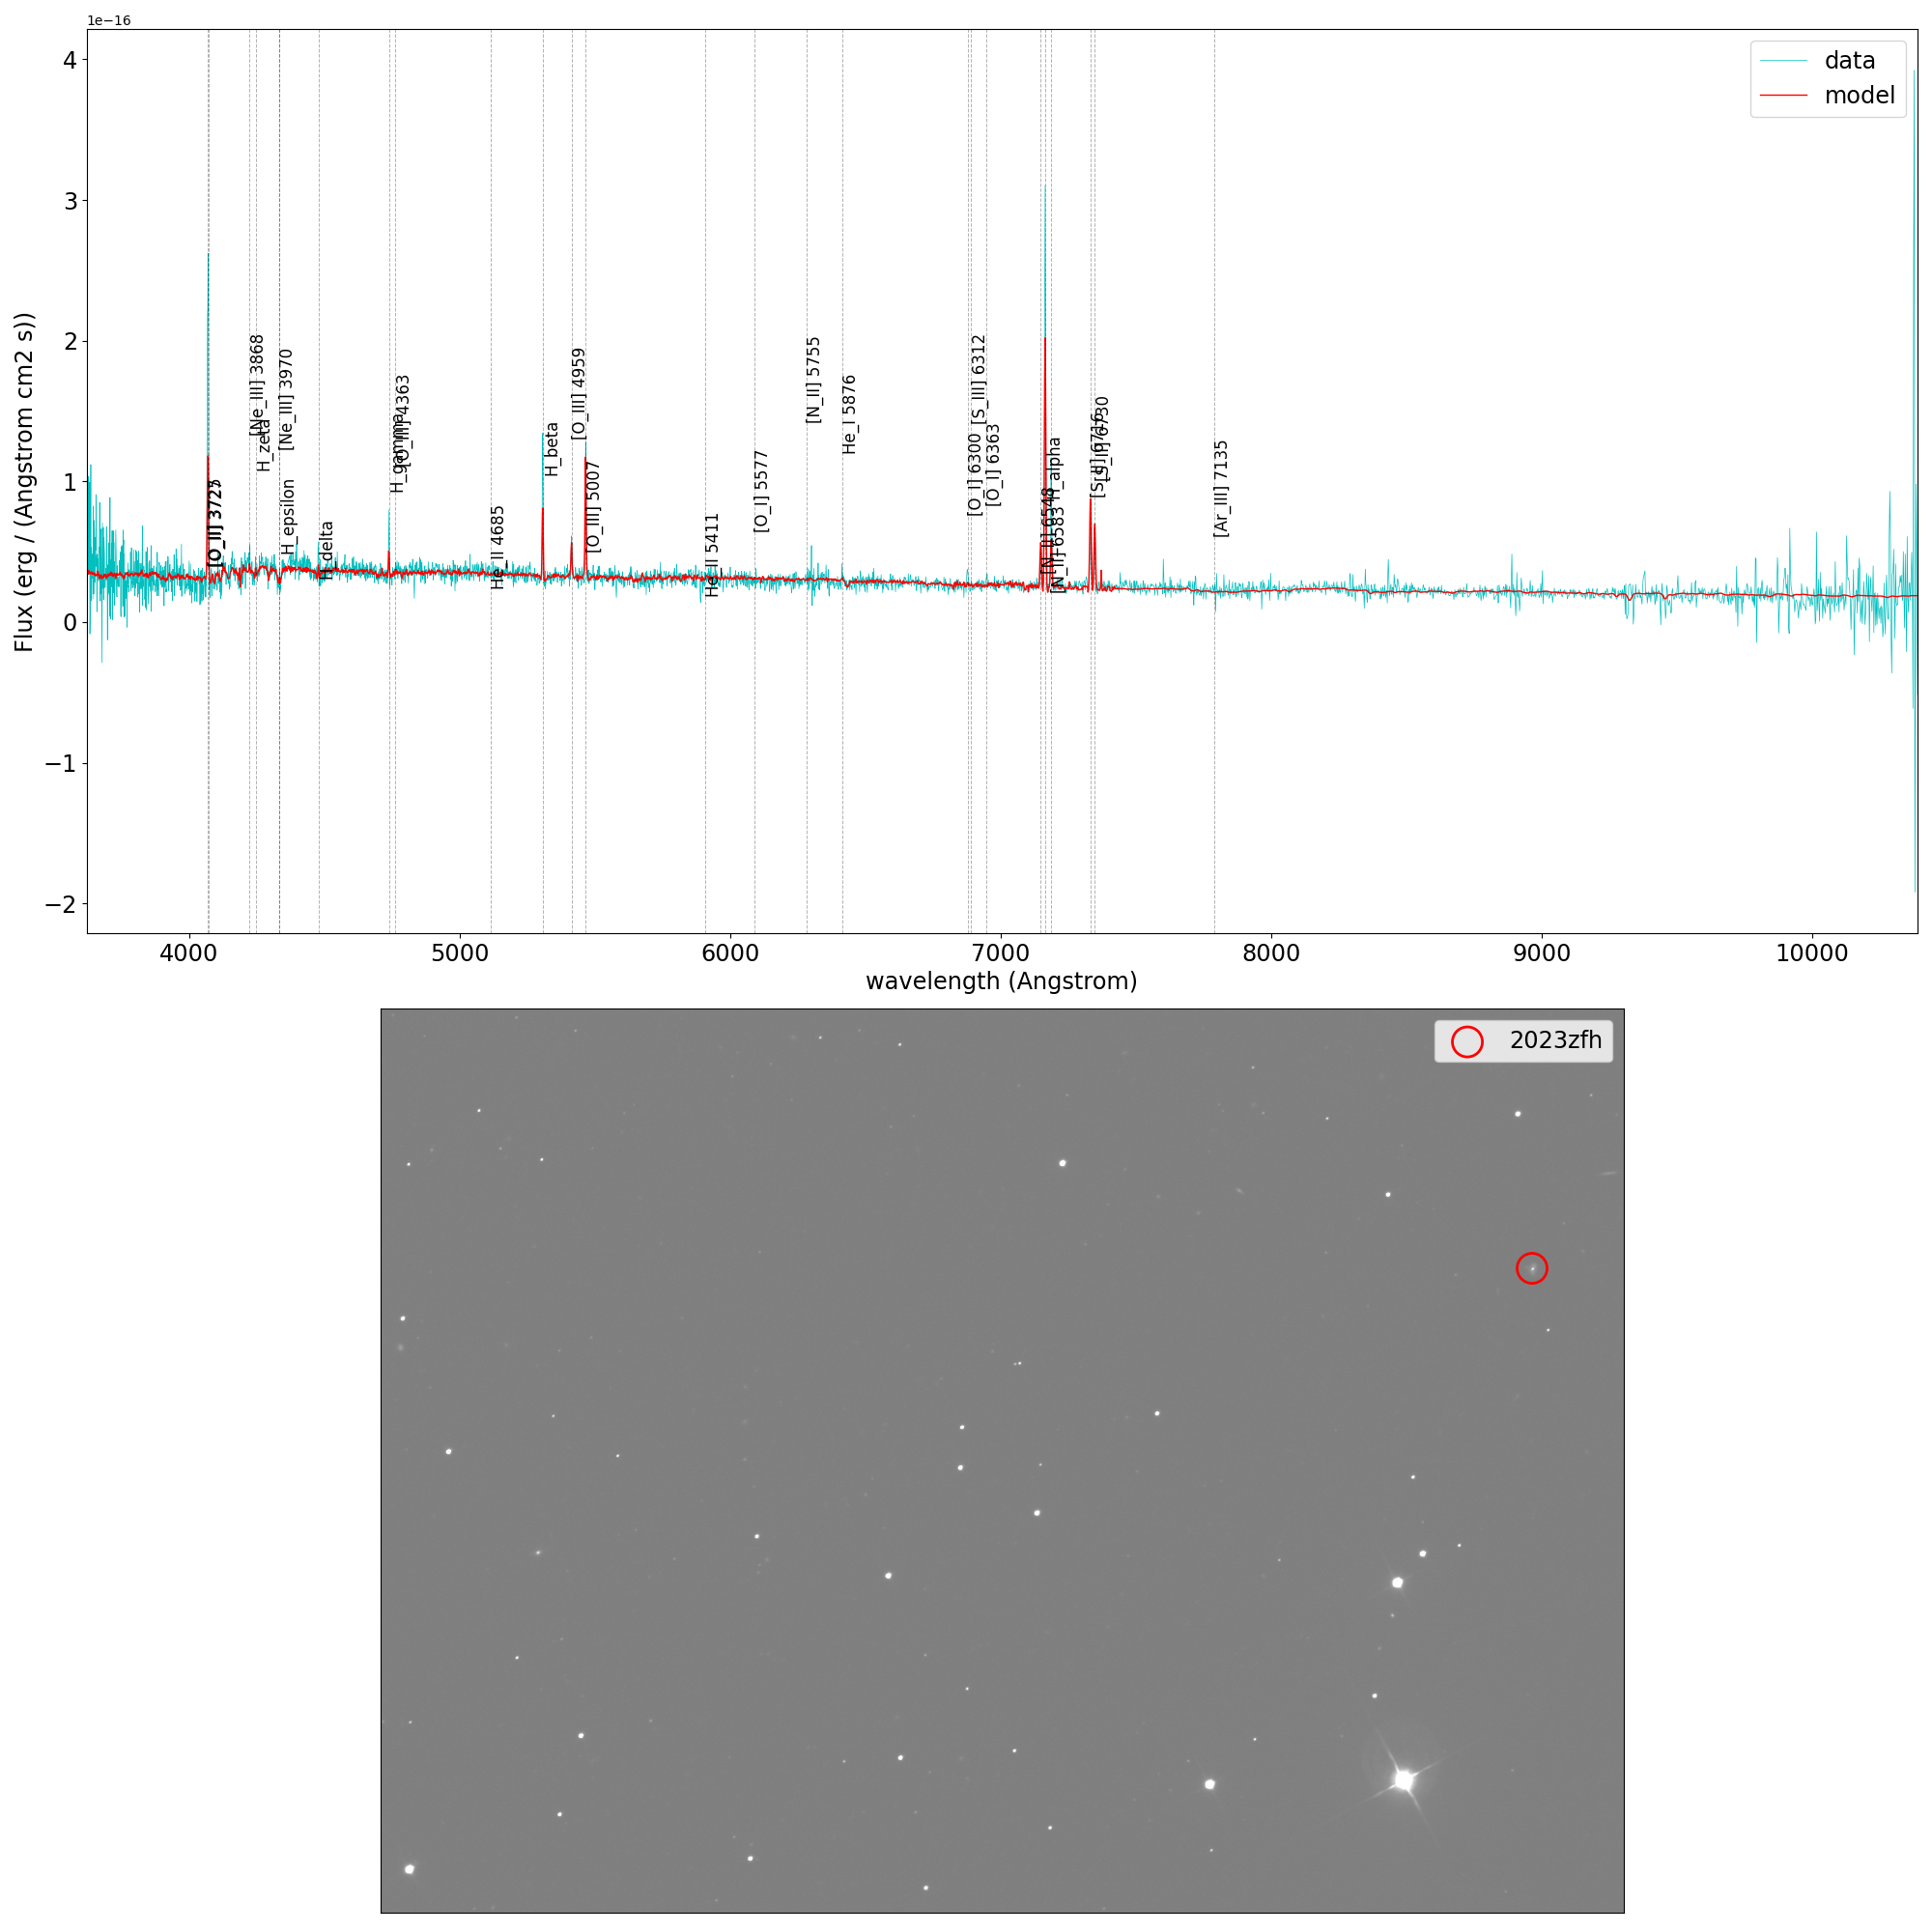 1e−16
data
model
4
3
2
1
0
−1
−2
Flux (erg / (Angstrom cm2 s))
[O_II] 3725
[Ne_III] 3868
H_zeta
[Ne_III] 3970
H_epsilon
H_delta
H_gamma
[O_III] 4363
He_II 4685
H_beta
[O_III] 4959
[O_III] 5007
He_II 5411
[O_I] 5577
[N_II] 5755
He_I 5876
[O_I] 6300
[S_III] 6312
[O_I] 6363
[N_II] 6548
H_alpha
[N_II] 6583
[S_II] 6716
[S_II] 6730
[Ar_III] 7135
4000 5000 6000 7000 8000 9000 10000
wavelength (Angstrom)
2023zfh